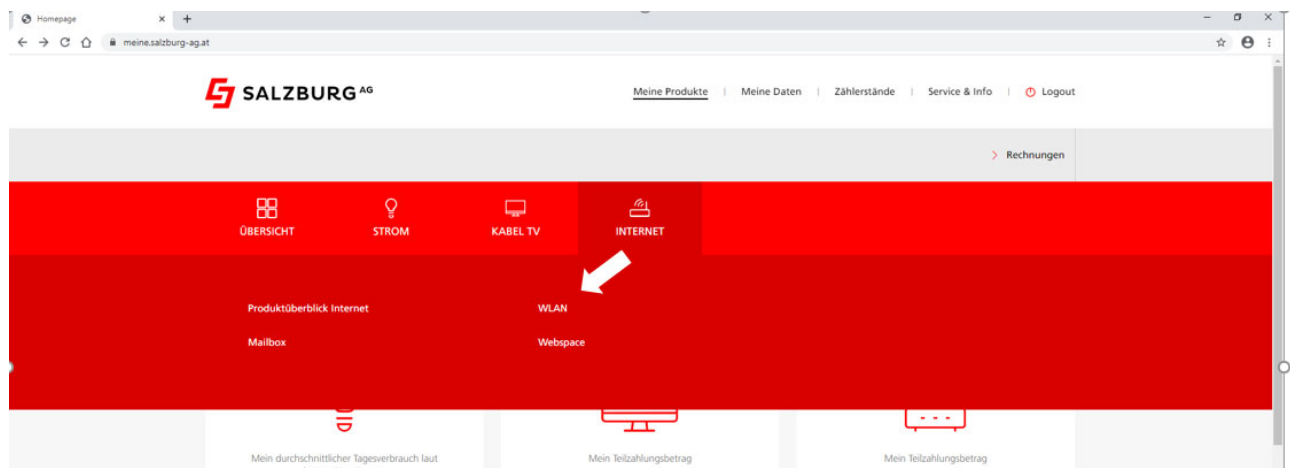 Homepage
meine.salzburg-ag.at
SALZBURG AG
Meine Produkte | Meine Daten | Zählerstände | Service & Info | Logout
Rechnungen
ÜBERSICHT STROM KABEL TV INTERNET
Produktüberblick Internet WLAN
Mailbox Webspace
Mein durchschnittlicher Tagesverbrauch laut Mein Teilzahlungsbetrag Mein Teilzahlungsbetrag